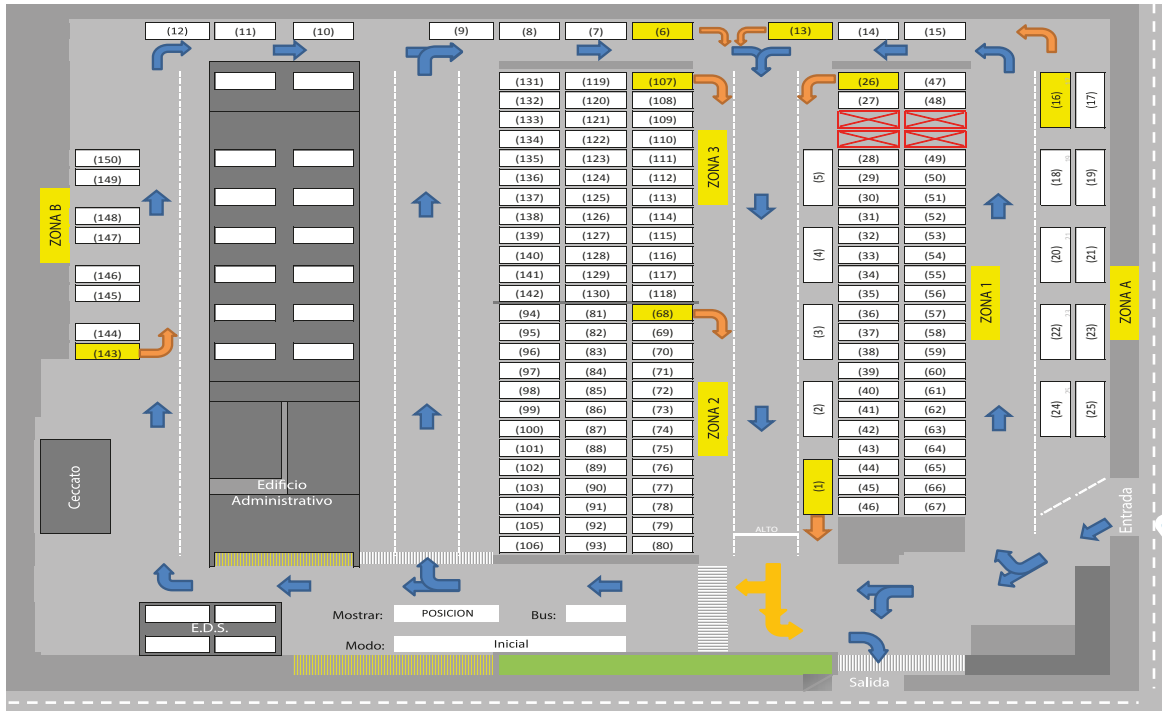 (12) (11) (10) (9) (8) (7) (6) (13) (14) (15)
(131) (119) (107) (26) (47)
(132) (120) (108) (27) (48)
(16) (17)
(133) (121) (109)
(134) (122) (110)
(150) (135) (123) (111) (28) (49)
(149) (136) (124) (112) (29) (50)
ZONA 3
(5)
(18) (19)
(137) (125) (113) (30) (51)
(148) (138) (126) (114) (31) (52)
ZONA B
(147) (139) (127) (115) (32) (53)
(140) (128) (116) (33) (54)
(4)
(20) (21)
(146) (141) (129) (117) (34) (55)
(145) (142) (130) (118) (35) (56)
ZONA 1
ZONA A
(94) (81) (68) (36) (57)
(144) (95) (82) (69) (37) (58)
(3)
(22) (23)
(143) (96) (83) (70) (38) (59)
(97) (84) (71) (39) (60)
(98) (85) (72) (40) (61)
(99) (86) (73) (41) (62)
(2)
(24) (25)
ZONA 2
(100) (87) (74) (42) (63)
(101) (88) (75) (43) (64)
(102) (89) (76) (44) (65)
(103) (90) (77) (45) (66)
(1)
(104) (91) (78) (46) (67)
Ceccato
Edificio
Administrativo
Entrada
(105) (92) (79)
(106) (93) (80)
ALTO
Mostrar: POSICION Bus:
E.D.S.
Modo: Inicial
Salida